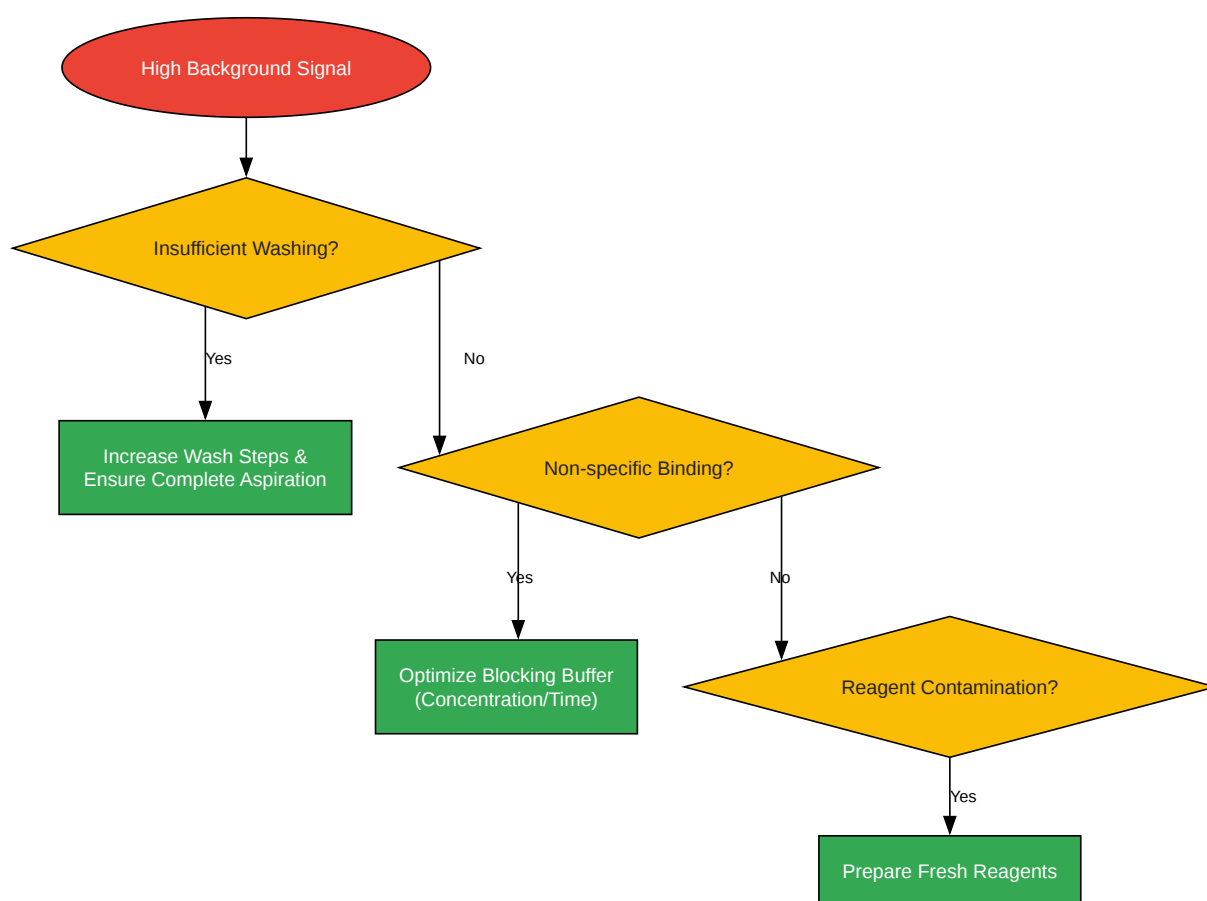 High Background Signal
Insufficient Washing?
Yes
No
Increase Wash Steps &
Ensure Complete Aspiration
Non-specific Binding?
Yes
No
Optimize Blocking Buffer
(Concentration/Time)
Reagent Contamination?
Yes
Prepare Fresh Reagents